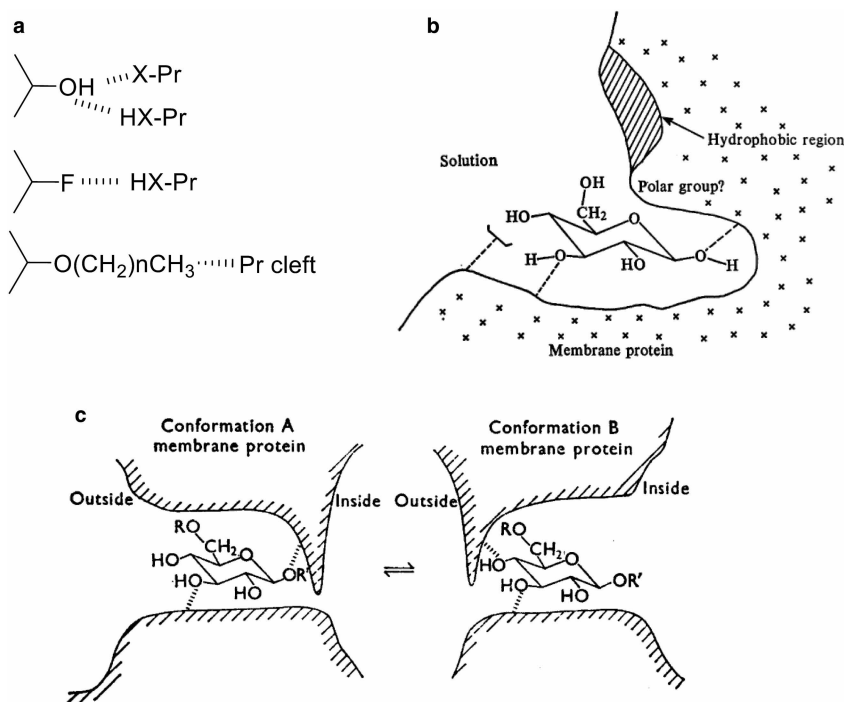 a
OH
X-Pr
HX-Pr
F
HX-Pr
O(CH2)nCH3
Pr cleft
b
Hydrophobic region
Solution
Polar group?
OH
CH2
HO
O
H
O
HO
O
H
Membrane protein
c
Conformation A
membrane protein
Outside
Inside
RO
CH2
O
HO
HO
HO
OR'
Conformation B
membrane protein
Outside
Inside
RO
CH2
O
HO
HO
HO
OR'